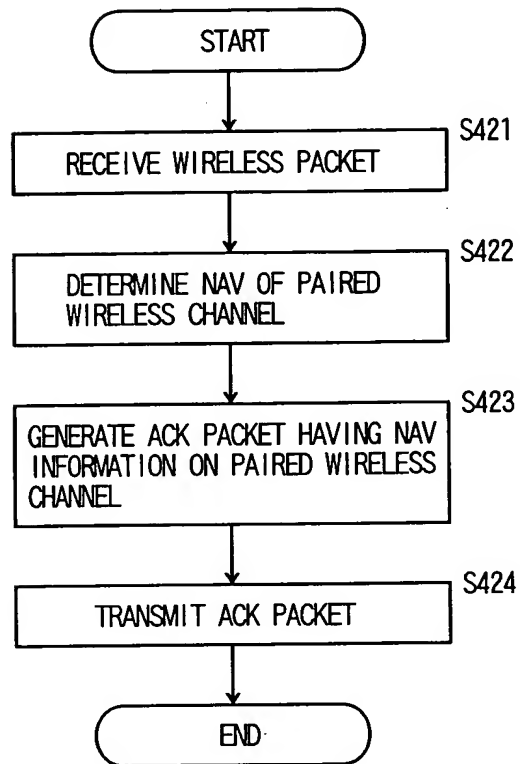 START
S421
RECEIVE WIRELESS PACKET
S422
DETERMINE NAV OF PAIRED
WIRELESS CHANNEL
S423
GENERATE ACK PACKET HAVING NAV
INFORMATION ON PAIRED WIRELESS
CHANNEL
S424
TRANSMIT ACK PACKET
END